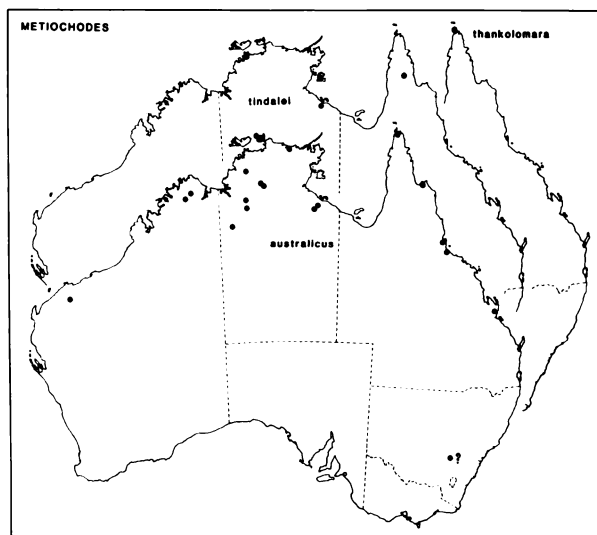 METIOCHODES
thankolomara
tindalei
australicus
?